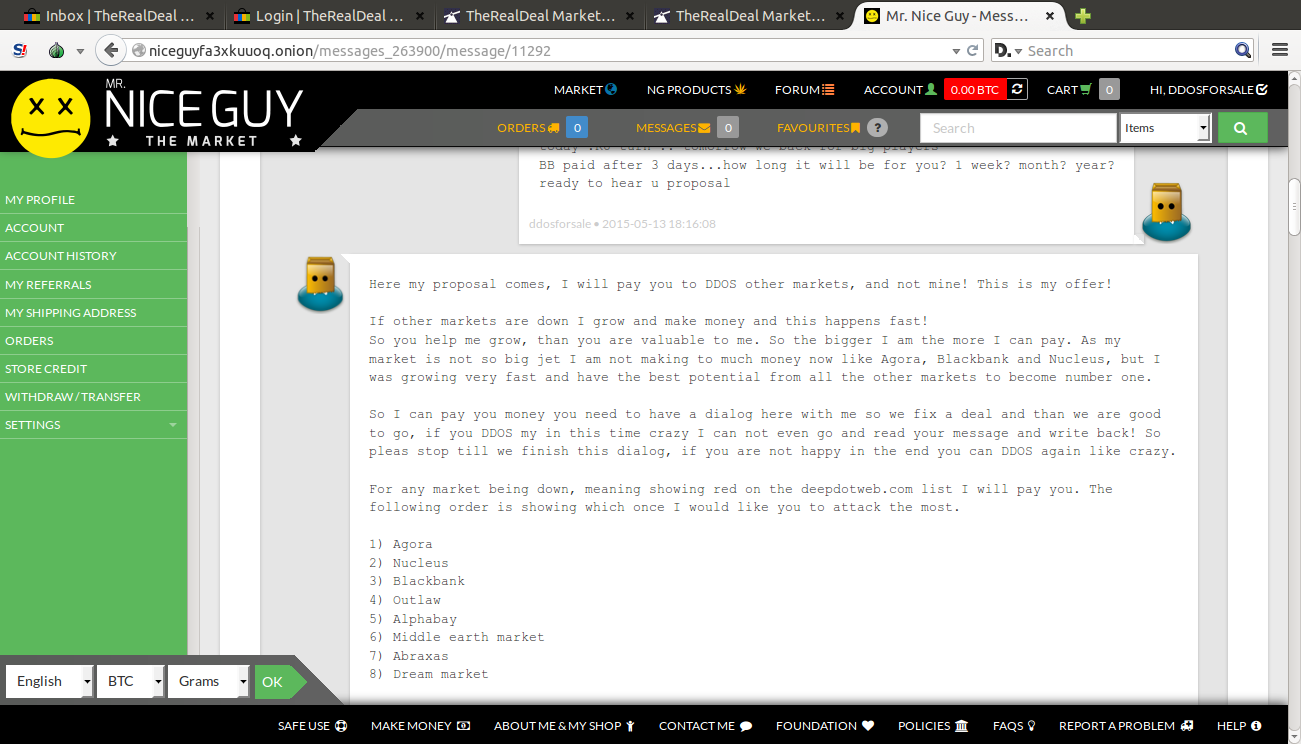 Inbox | TheRealDeal ...
Login | TheRealDeal ...
TheRealDeal Market...
TheRealDeal Market...
Mr. Nice Guy - Mess...
niceguyfa3xkuuoq.onion/messages_263900/message/11292
Search
MR.
NICE GUY
THE MARKET
MARKET
NG PRODUCTS
FORUM
ACCOUNT
0.00 BTC
CART
0
HI, DDOSFORSALE
ORDERS
0
MESSAGES
0
FAVOURITES
?
Search
Items
MY PROFILE
ACCOUNT
ACCOUNT HISTORY
MY REFERRALS
MY SHIPPING ADDRESS
ORDERS
STORE CREDIT
WITHDRAW / TRANSFER
SETTINGS
BB paid after 3 days...how long it will be for you? 1 week? month? year?
ready to hear u proposal
ddosforsale • 2015-05-13 18:16:08
Here my proposal comes, I will pay you to DDOS other markets, and not mine! This is my offer!
If other markets are down I grow and make money and this happens fast!
So you help me grow, than you are valuable to me. So the bigger I am the more I can pay. As my
market is not so big jet I am not making to much money now like Agora, Blackbank and Nucleus, but I
was growing very fast and have the best potential from all the other markets to become number one.
So I can pay you money you need to have a dialog here with me so we fix a deal and than we are good
to go, if you DDOS my in this time crazy I can not even go and read your message and write back! So
pleas stop till we finish this dialog, if you are not happy in the end you can DDOS again like crazy.
For any market being down, meaning showing red on the deepdotweb.com list I will pay you. The
following order is showing which once I would like you to attack the most.
1) Agora
2) Nucleus
3) Blackbank
4) Outlaw
5) Alphabay
6) Middle earth market
7) Abraxas
8) Dream market
English
BTC
Grams
OK
SAFE USE
MAKE MONEY
ABOUT ME & MY SHOP
CONTACT ME
FOUNDATION
POLICIES
FAQS
REPORT A PROBLEM
HELP